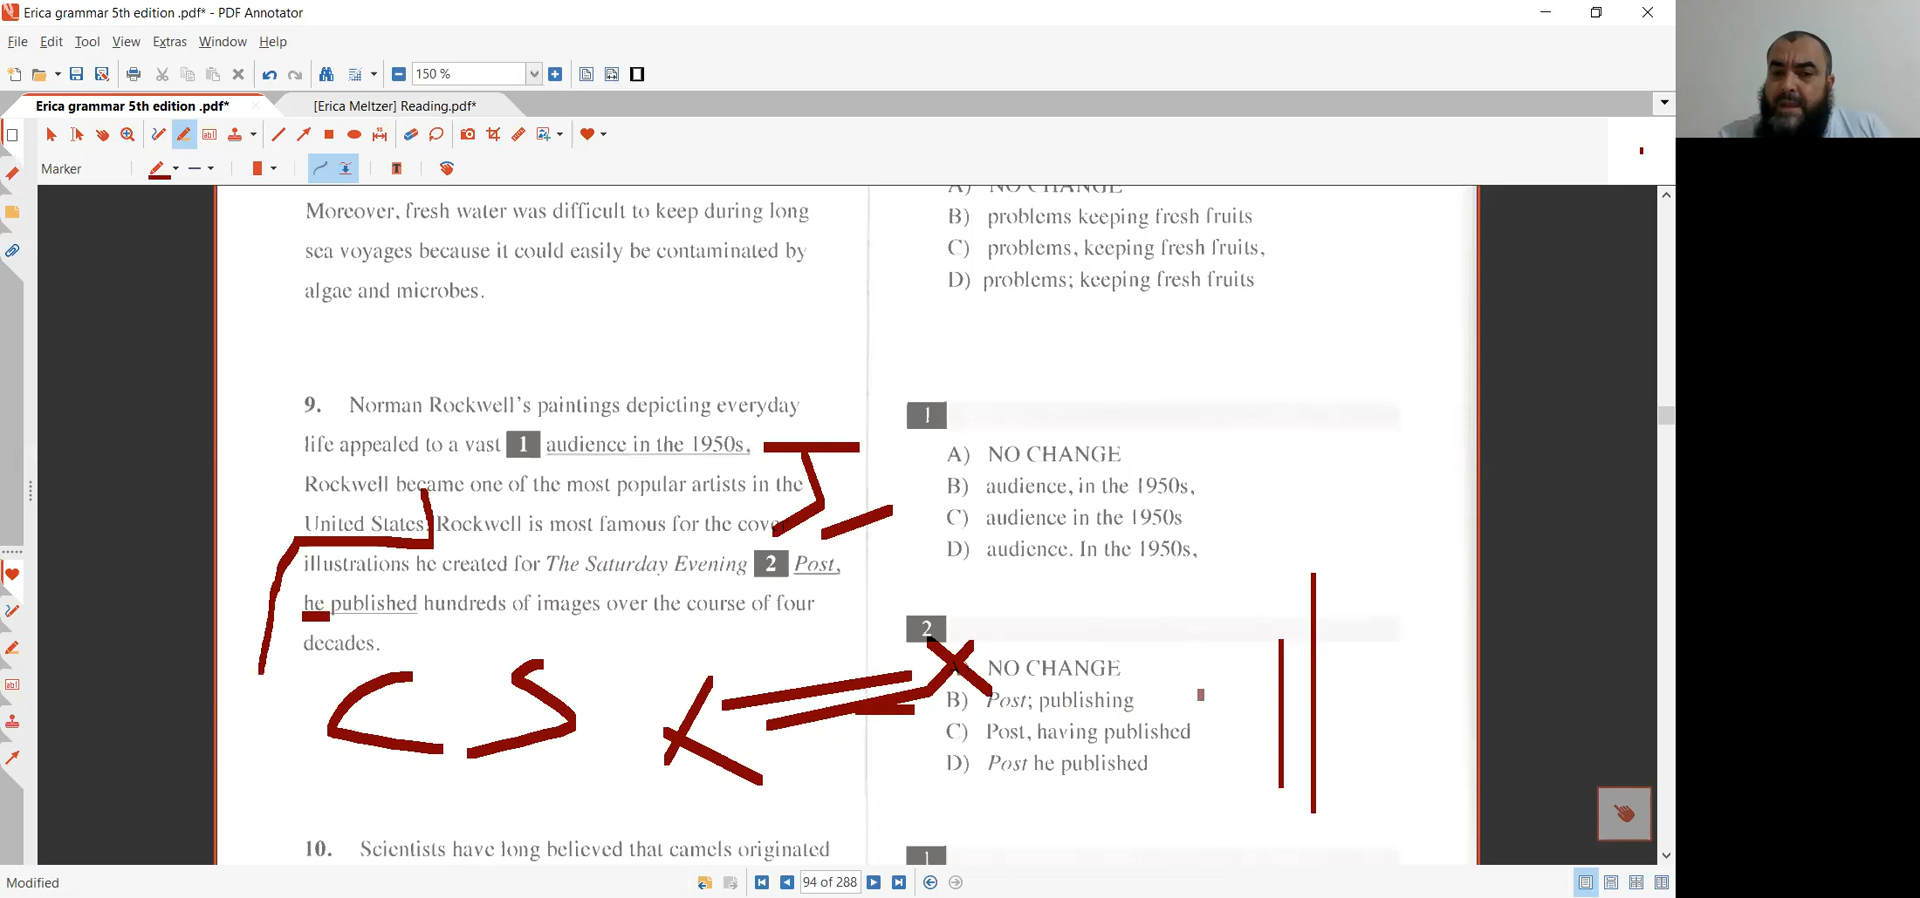 Erica grammar 5th edition .pdf* - PDF Annotator
File Edit Tool View Extras Window Help
150 %
Erica grammar 5th edition .pdf*
[Erica Meltzer] Reading.pdf*
Marker
Moreover, fresh water was difficult to keep during long
sea voyages because it could easily be contaminated by
algae and microbes.
9. Norman Rockwell's paintings depicting everyday
life appealed to a vast 1 audience in the 1950s,
Rockwell became one of the most popular artists in the
United States. Rockwell is most famous for the cover
illustrations he created for The Saturday Evening 2 Post,
he published hundreds of images over the course of four
decades.
CS
10. Scientists have long believed that camels originated
A) NO CHANGE
B) problems keeping fresh fruits
C) problems, keeping fresh fruits,
D) problems; keeping fresh fruits
1
A) NO CHANGE
B) audience, in the 1950s,
C) audience in the 1950s
D) audience. In the 1950s,
2
NO CHANGE
B) Post; publishing
C) Post, having published
D) Post he published
1
Modified
94 of 288